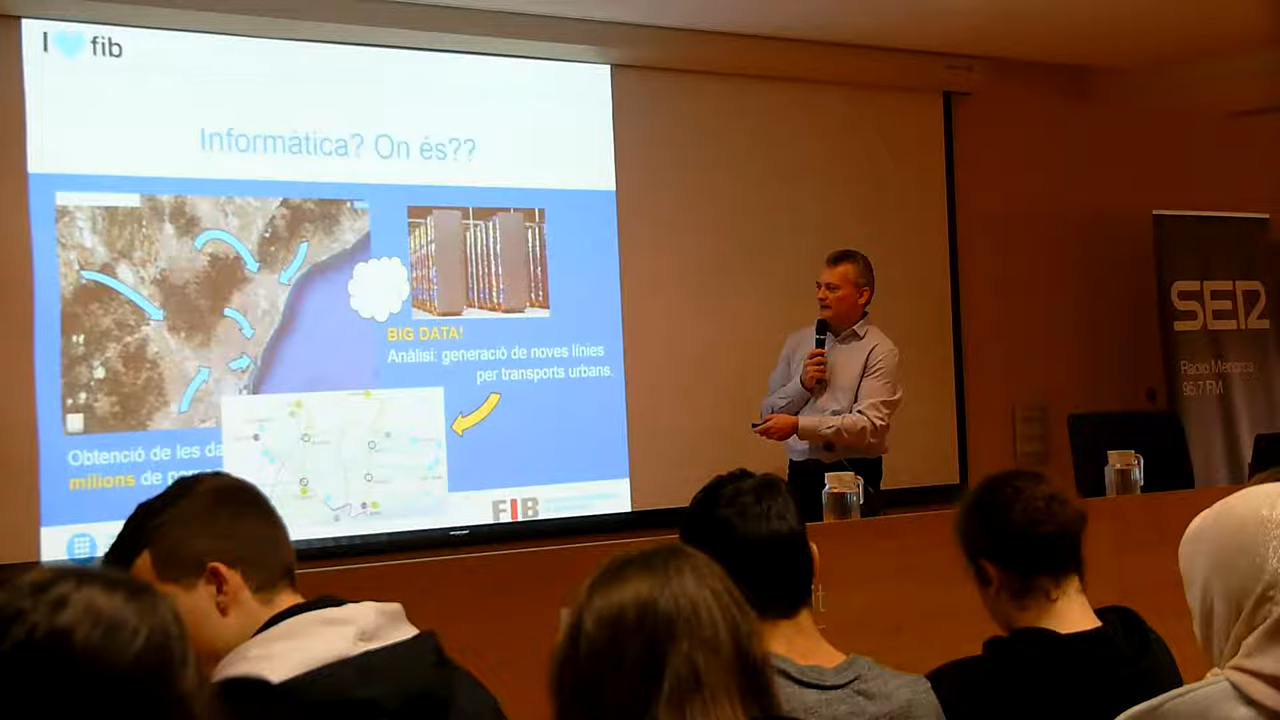 I fib
Informàtica? On és??
BIG DATA!
Anàlisi: generació de noves línies
per transports urbans.
Obtenció de les
milions de
FIB
SER
Radio Menorca
95.7 FM